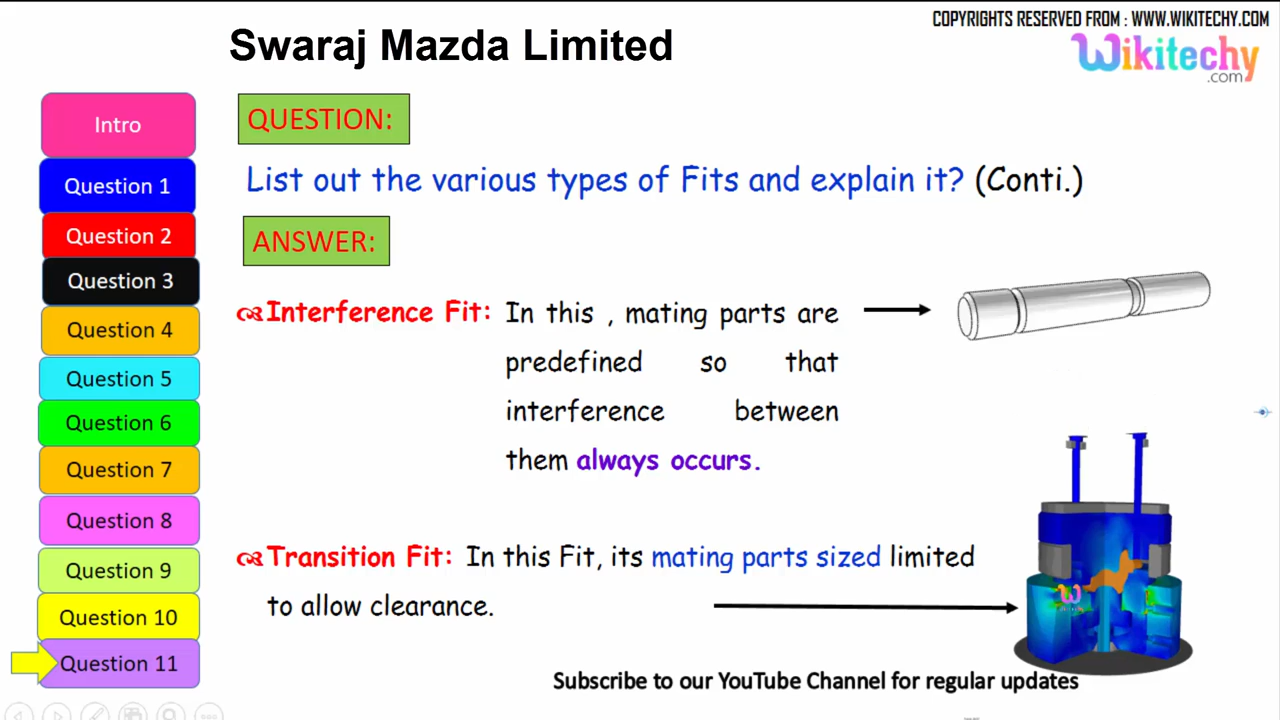 COPYRIGHTS RESERVED FROM : WWW.WIKITECHY.COM
Swaraj Mazda Limited
Wikitechy
.com
Intro
Question 1
Question 2
Question 3
Question 4
Question 5
Question 6
Question 7
Question 8
Question 9
Question 10
Question 11
QUESTION:
List out the various types of Fits and explain it? (Conti.)
ANSWER:
Interference Fit: In this , mating parts are
predefined so that
interference between
them always occurs.
Transition Fit: In this Fit, its mating parts sized limited
to allow clearance.
Subscribe to our YouTube Channel for regular updates